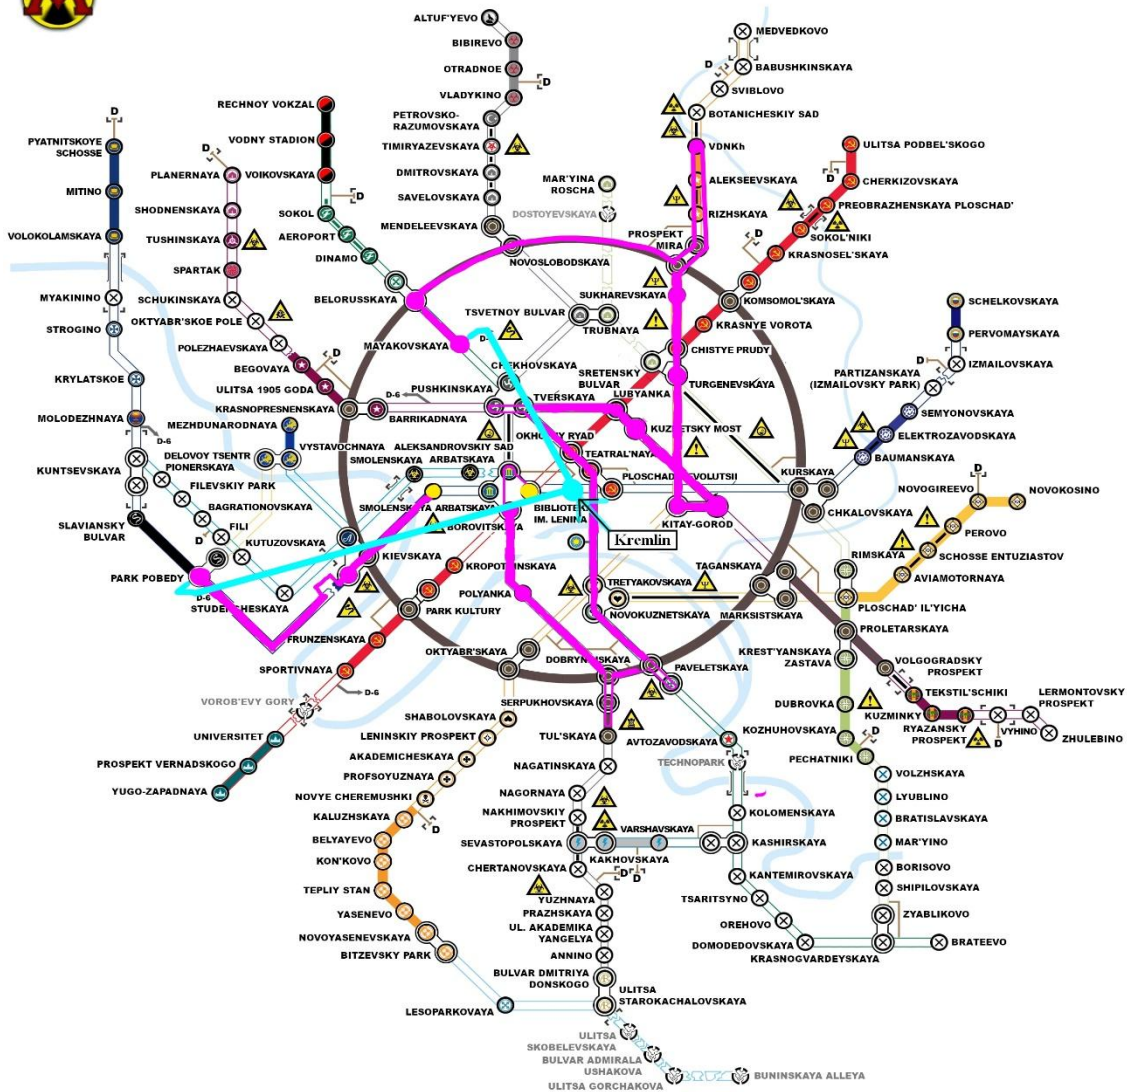 ALTUF'YEVO
BIBIREVO
OTRADNOE
VLADYKINO
PETROVSKO-
RAZUMOVSKAYA
TIMIRYAZEVSKAYA
DMITROVSKAYA
SAVELOVSKAYA
MENDELEEVSKAYA
NOVOSLOBODSKAYA
D
MEDVEDKOVO
BABUSHKINSKAYA
D
SVIBLOVO
BOTANICHESKIY SAD
VDNKh
ALEKSEEVSKAYA
RIZHSKAYA
PROSPEKT
MIRA
SUKHAREVSKAYA
MAR'YINA
ROSCHA
DOSTOYEVSKAYA
TSVETNOY BULVAR
TRUBNAYA
RECHNOY VOKZAL
VODNY STADION
VOIKOVSKAYA
D
SOKOL
AEROPORT
DINAMO
BELORUSSKAYA
MAYAKOVSKAYA
D
PYATNITSKOYE
SCHOSSE
MITINO
VOLOKOLAMSKAYA
MYAKININO
STROGINO
KRYLATSKOE
MOLODEZHNAYA
D-6
KUNTSEVSKAYA
SLAVIANSKY
BULVAR
PARK POBEDY
D-6
D
PLANERNAYA
SHODNENSKAYA
TUSHINSKAYA
SPARTAK
SCHUKINSKAYA
OKTYABR'SKOE POLE
POLEZHAEVSKAYA
BEGOVAYA
D
ULITSA 1905 GODA
KRASNOPRESNENSKAYA
BARRIKADNAYA
D-6
PUSHKINSKAYA
CHEKHOVSKAYA
TVERSKAYA
MEZHDUNARODNAYA
VYSTAVOCHNAYA
DELOVOY TSENTR
PIONERSKAYA
FILEVSKIY PARK
BAGRATIONOVSKAYA
FILI
D
KUTUZOVSKAYA
STUDENCHESKAYA
ALEKSANDROVSKIY SAD
SMOLENSKAYA
ARBATSKAYA
SMOLENSKAYA
ARBATSKAYA
BOROVITSKAYA
BIBLIOTEKA
IM. LENINA
KIEVSKAYA
Kremlin
ULITSA PODBEL'SKOGO
D
CHERKIZOVSKAYA
PREOBRAZHENSKAYA PLOSCHAD'
SOKOL'NIKI
D
KRASNOSEL'SKAYA
KOMSOMOL'SKAYA
KRASNYE VOROTA
CHISTYE PRUDY
SRETENSKY
BULVAR
TURGENEVSKAYA
LUBYANKA
KUZNETSKY MOST
OKHOTNY RYAD
TEATRAL'NAYA
PLOSCHAD REVOLUTSII
KITAY-GOROD
SCHELKOVSKAYA
PERVOMAYSKAYA
IZMAILOVSKAYA
D
PARTIZANSKAYA
(IZMAILOVSKY PARK)
SEMYONOVSKAYA
ELEKTROZAVODSKAYA
BAUMANSKAYA
KURSKAYA
CHKALOVSKAYA
D
NOVOGIREEVO
NOVOKOSINO
PEROVO
SCHOSSE ENTUZIASTOV
AVIAMOTORNAYA
RIMSKAYA
PLOSCHAD' IL'YICHA
TAGANSKAYA
MARKSISTSKAYA
TRETYAKOVSKAYA
NOVOKUZNETSKAYA
KROPOTKINSKAYA
POLYANKA
PARK KULTURY
FRUNZENSKAYA
SPORTIVNAYA
D-6
VOROB'EVY GORY
UNIVERSITET
PROSPEKT VERNADSKOGO
YUGO-ZAPADNAYA
OKTYABR'SKAYA
DOBRYNINSKAYA
PAVELETSKAYA
SERPUKHOVSKAYA
TUL'SKAYA
NAGATINSKAYA
NAGORNAYA
NAKHIMOVSKIY
PROSPEKT
SEVASTOPOLSKAYA
VARSHAVSKAYA
KAKHOVSKAYA
KASHIRSKAYA
CHERTANOVSKAYA
D
D
YUZHNAYA
PRAZHSKAYA
UL. AKADEMIKA
YANGELYA
ANNINO
BULVAR DMITRIYA
DONSKOGO
ULITSA
STAROKACHALOVSKAYA
LESOPARKOVAYA
ULITSA
SKOBELEVSKAYA
BULVAR ADMIRALA
USHAKOVA
ULITSA GORCHAKOVA
BUNINSKAYA ALLEYA
SHABOLOVSKAYA
LENINSKIY PROSPEKT
AKADEMICHESKAYA
PROFSOYUZNAYA
NOVYE CHEREMUSHKI
D
KALUZHSKAYA
BELYAYEVO
KON'KOVO
TEPLIY STAN
YASENEVO
NOVOYASENEVSKAYA
BITZEVSKY PARK
AVTOZAVODSKAYA
TECHNOPARK
KOLOMENSKAYA
KANTEMIROVSKAYA
TSARITSYNO
OREHOVO
DOMODEDOVSKAYA
KRASNOGVARDEYSKAYA
BRATEEVO
PROLETARSKAYA
KREST'YANSKAYA
ZASTAVA
DUBROVKA
KOZHUHOVSKAYA
D
PECHATNIKI
VOLZHSKAYA
LYUBLINO
BRATISLAVSKAYA
MAR'YINO
BORISOVO
SHIPILOVSKAYA
ZYABLIKOVO
VOLGOGRADSKY
PROSPEKT
TEKSTIL'SCHIKI
KUZMINKY
RYAZANSKY
PROSPEKT
D
VYHINO
LERMONTOVSKY
PROSPEKT
ZHULEBINO